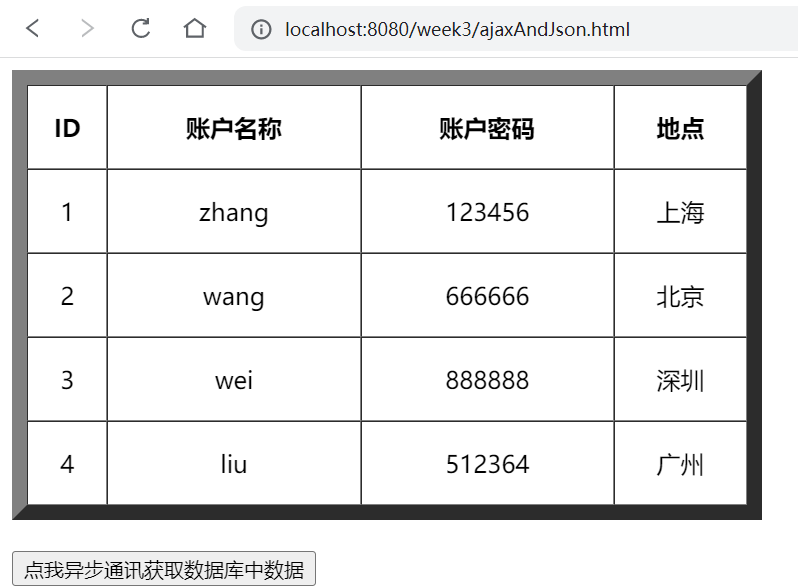 localhost:8080/week3/ajaxAndJson.html
ID 账户名称 账户密码 地点
1 zhang 123456 上海
2 wang 666666 北京
3 wei 888888 深圳
4 liu 512364 广州
点我异步通讯获取数据库中数据